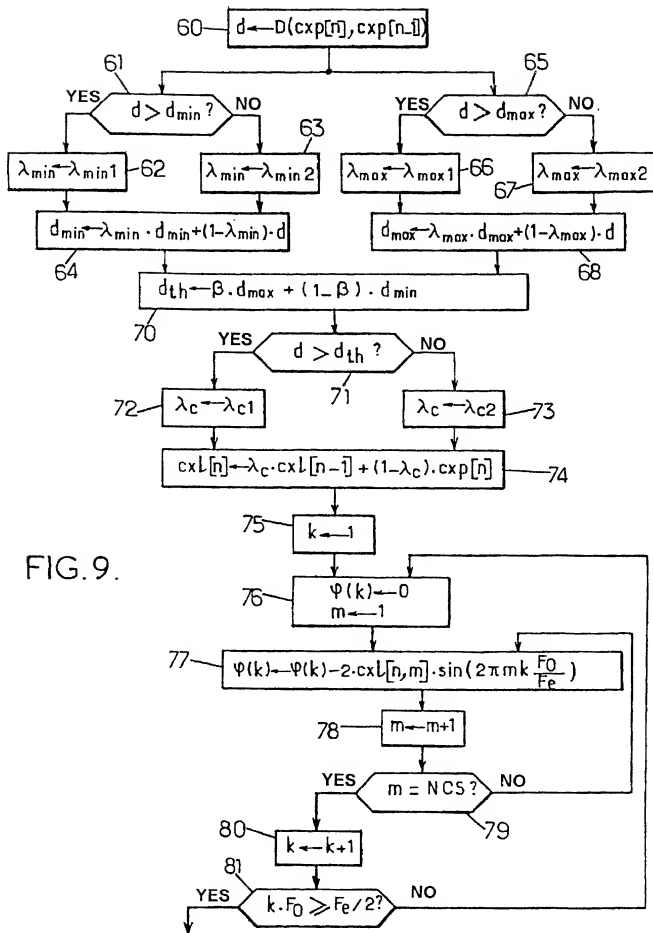 60
d←D(cxp[n], cxp[n-1])
61
65
YES
d > dmin ?
NO
YES
d > dmax ?
NO.
63
λmin←λmin1
62
λmin←λmin2
λmax←λmax1
66
λmax←λmax2
67
dmin←λmin·dmin+(1-λmin)·d
64
dmax←λmax·dmax+(1-λmax)·d
68
dth←β.dmax + (1-β).dmin
70
YES
d > dth ?
NO
71
72
λc←λc1
λc←λc2
73
cxl[n]←λc·cxl[n-1] + (1-λc).cxp[n]
74
75
k←1
FIG.9.
76
φ(k)←0
m←1
77
φ(k)←φ(k)-2.cxl[n,m].sin(2πmk F0/Fe)
78
m←m+1
YES
m = NCS?
NO
79
80
k←k+1
81
YES
k.F0 ⩾ Fe/2?
NO